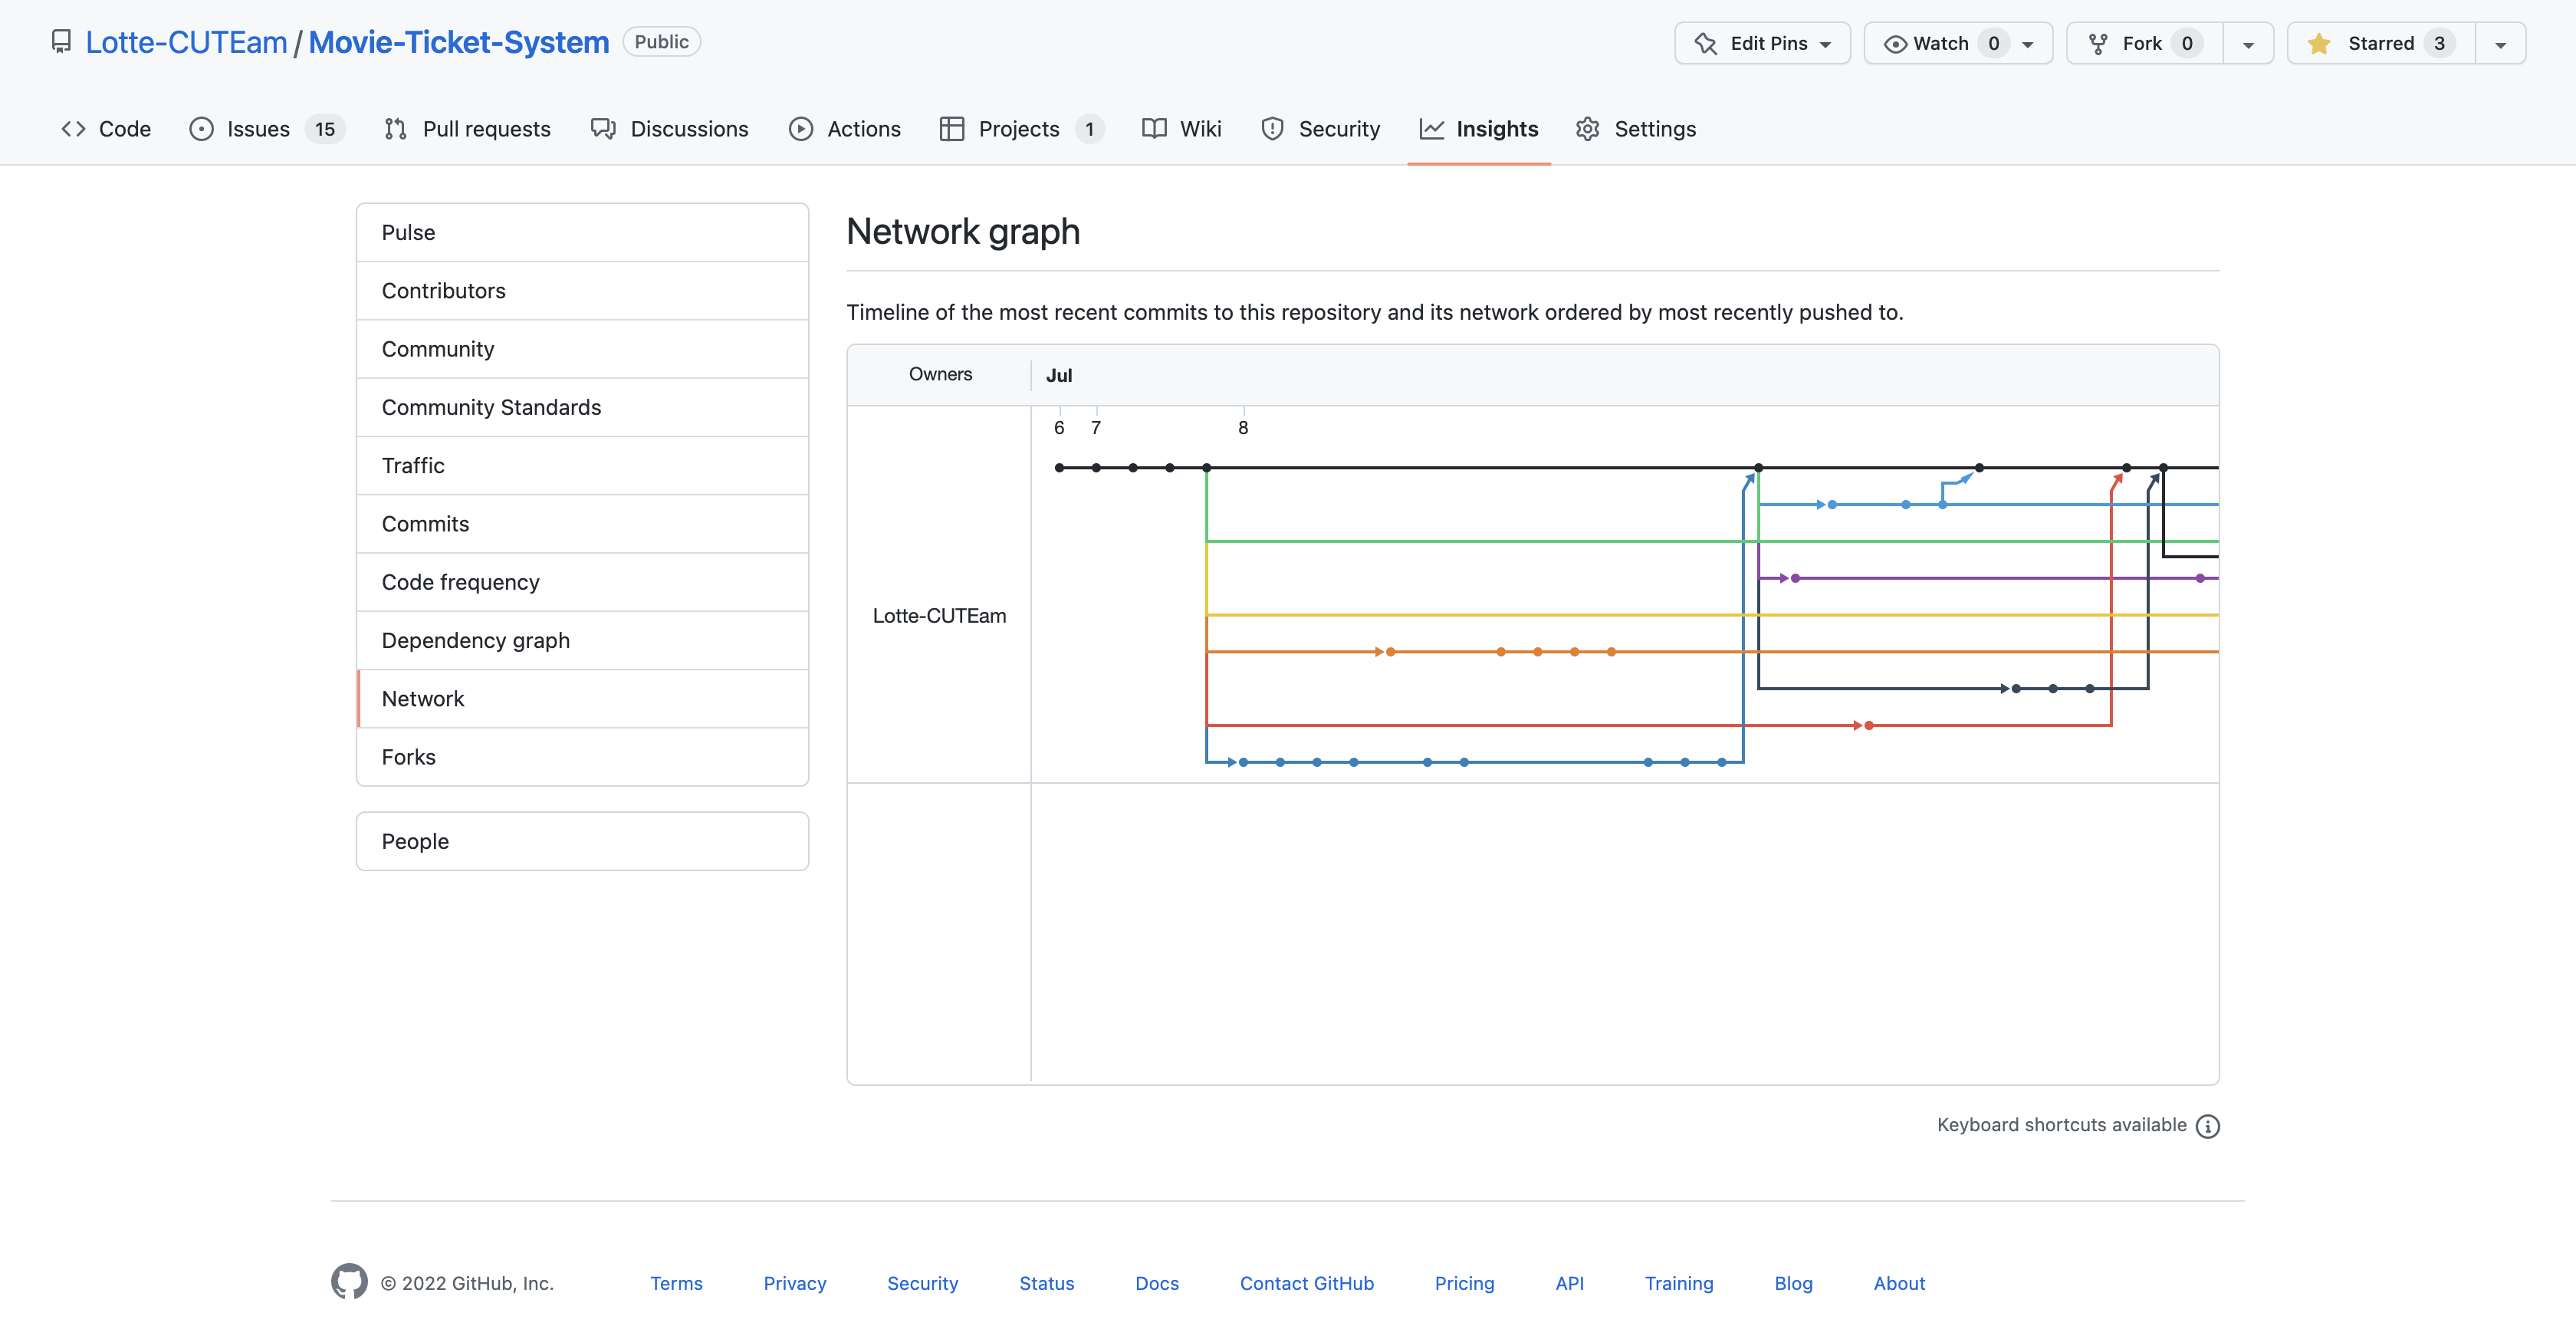 Lotte-CUTEam / Movie-Ticket-System Public
Edit Pins Watch 0 Fork 0 Starred 3
Code Issues 15 Pull requests Discussions Actions Projects 1 Wiki Security Insights Settings
Pulse
Contributors
Community
Community Standards
Traffic
Commits
Code frequency
Dependency graph
Network
Forks
People
Network graph
Timeline of the most recent commits to this repository and its network ordered by most recently pushed to.
Owners Jul
6 7 8
Lotte-CUTEam
Keyboard shortcuts available
© 2022 GitHub, Inc. Terms Privacy Security Status Docs Contact GitHub Pricing API Training Blog About